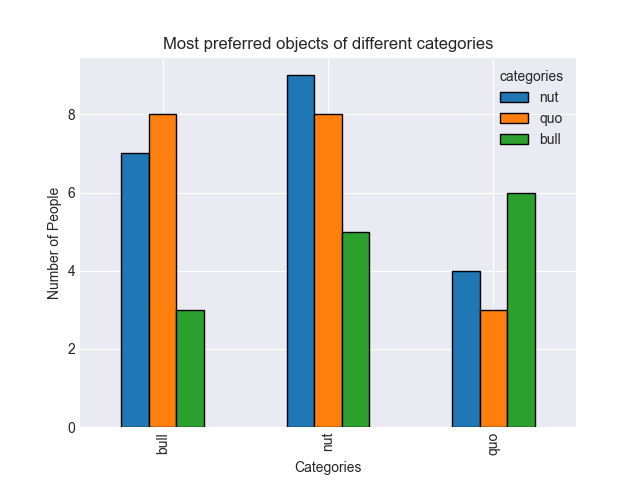 Most preferred objects of different categories
categories
nut
quo
bull
8
6
4
2
0
Number of People
bull
nut
quo
Categories